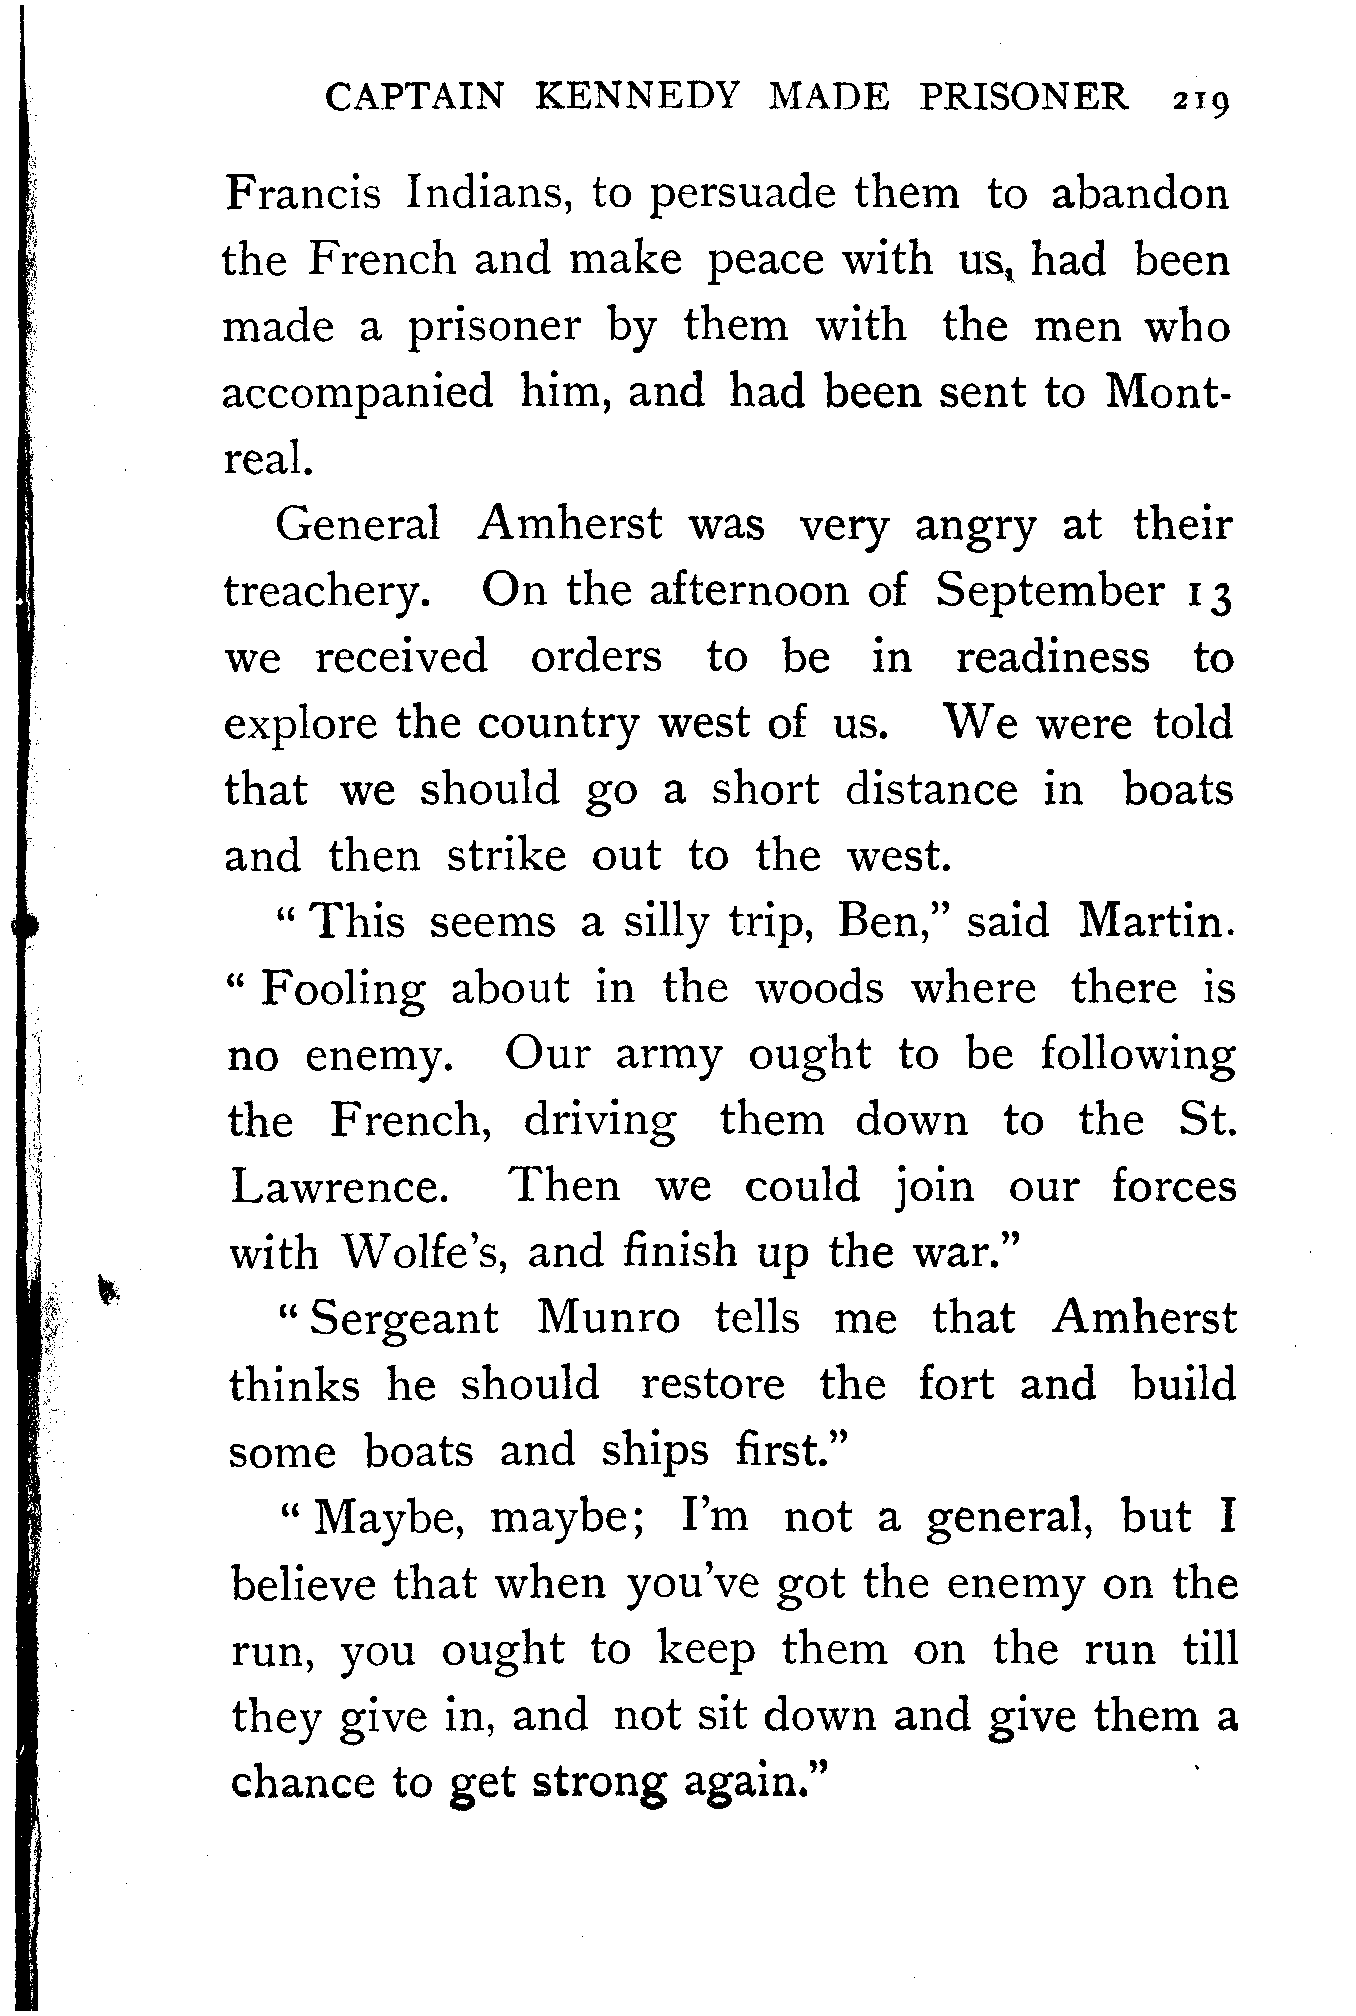 CAPTAIN KENNEDY MADE PRISONER 219
Francis Indians, to persuade them to abandon
the French and make peace with us, had been
made a prisoner by them with the men who
accompanied him, and had been sent to Mont-
real.
General Amherst was very angry at their
treachery. On the afternoon of September 13
we received orders to be in readiness to
explore the country west of us. We were told
that we should go a short distance in boats
and then strike out to the west.
“ This seems a silly trip, Ben,” said Martin.
“ Fooling about in the woods where there is
no enemy. Our army ought to be following
the French, driving them down to the St.
Lawrence. Then we could join our forces
with Wolfe’s, and finish up the war.”
“ Sergeant Munro tells me that Amherst
thinks he should restore the fort and build
some boats and ships first.”
“ Maybe, maybe; I’m not a general, but I
believe that when you’ve got the enemy on the
run, you ought to keep them on the run till
they give in, and not sit down and give them a
chance to get strong again.”